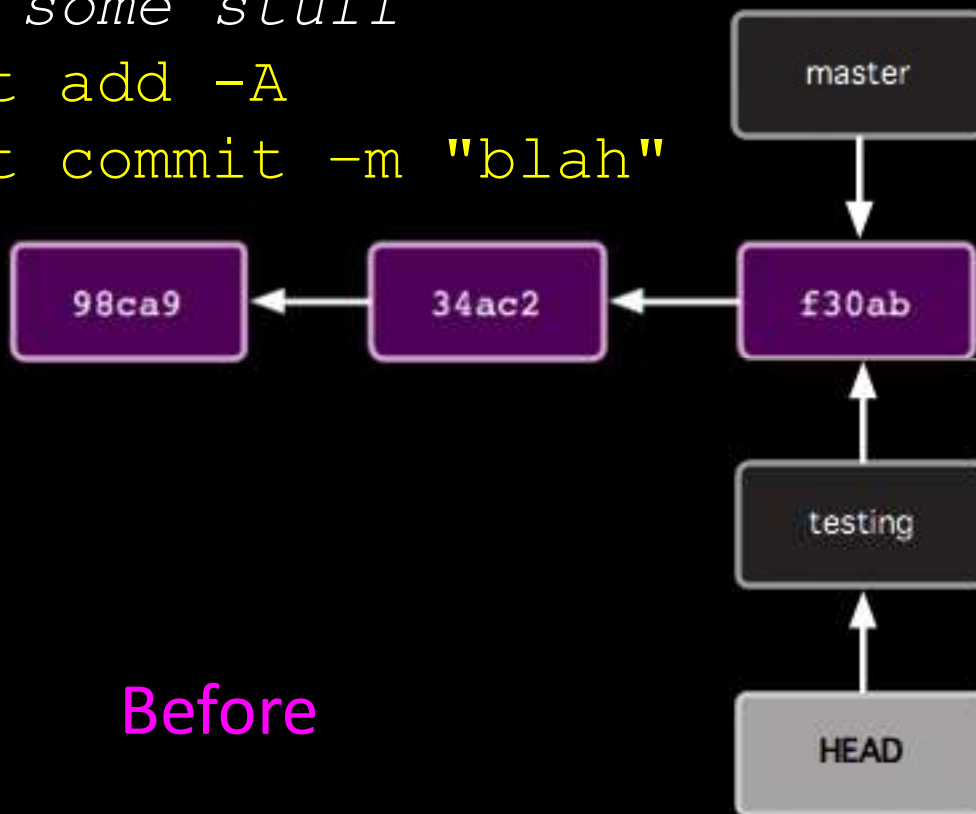 some stuff
t add -A
t commit –m "blah"
master
98ca9
34ac2
f30ab
testing
Before
HEAD